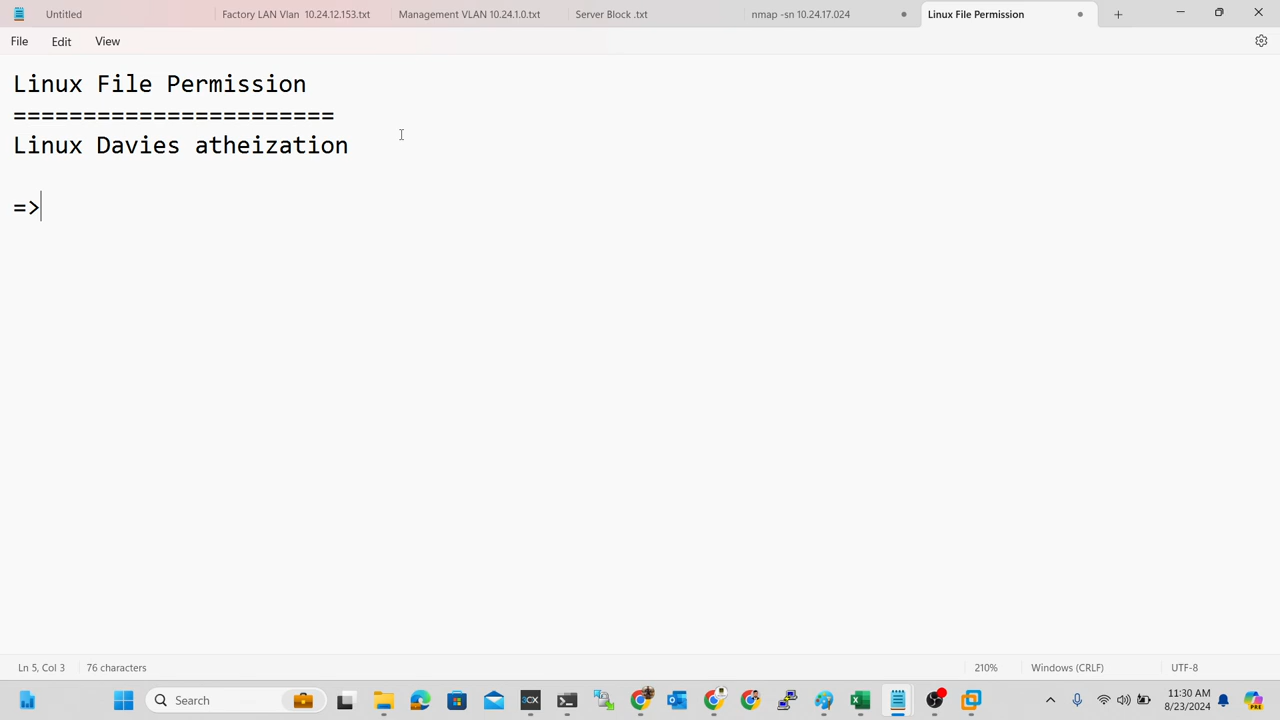 Untitled
Factory LAN Vlan 10.24.12.153.txt
Management VLAN 10.24.1.0.txt
Server Block .txt
nmap -sn 10.24.17.024
Linux File Permission
File Edit View
Linux File Permission
=======================
Linux Davies atheization
=>
Ln 5, Col 3
76 characters
210%
Windows (CRLF)
UTF-8
Search
11:30 AM
8/23/2024